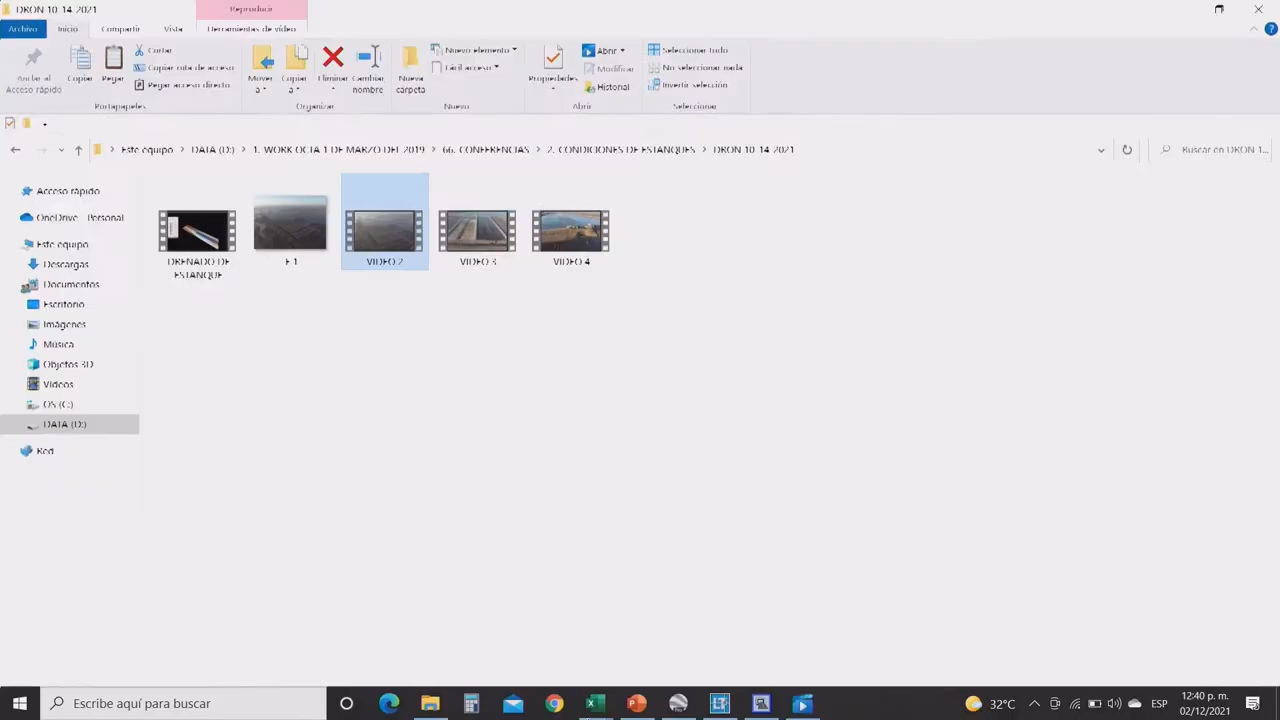 DRON 10-14-2021
Reproducir
Archivo Inicio Compartir Vista Herramientas de vídeo
Anclar al Acceso rápido
Copiar
Pegar
Cortar
Copiar ruta de acceso
Pegar acceso directo
Portapapeles
Mover a
Copiar a
Eliminar
Cambiar nombre
Organizar
Nueva carpeta
Nuevo elemento
Fácil acceso
Nuevo
Propiedades
Abrir
Modificar
Historial
Abrir
Seleccionar todo
No seleccionar nada
Invertir selección
Seleccionar
Este equipo > DATA (D:) > 1. WORK OCTA 1 DE MARZO DEL 2019 > 66. CONFERENCIAS > 2. CONDICIONES DE ESTANQUES > DRON 10-14-2021
Buscar en DRON 1...
Acceso rápido
OneDrive - Personal
Este equipo
Descargas
Documentos
Escritorio
Imágenes
Música
Objetos 3D
Vídeos
OS (C:)
DATA (D:)
Red
DRENADO DE
ESTANQUE
VIDEO 2
VIDEO 3
VIDEO 4
Escribe aquí para buscar
32°C
ESP
12:40 p. m.
02/12/2021